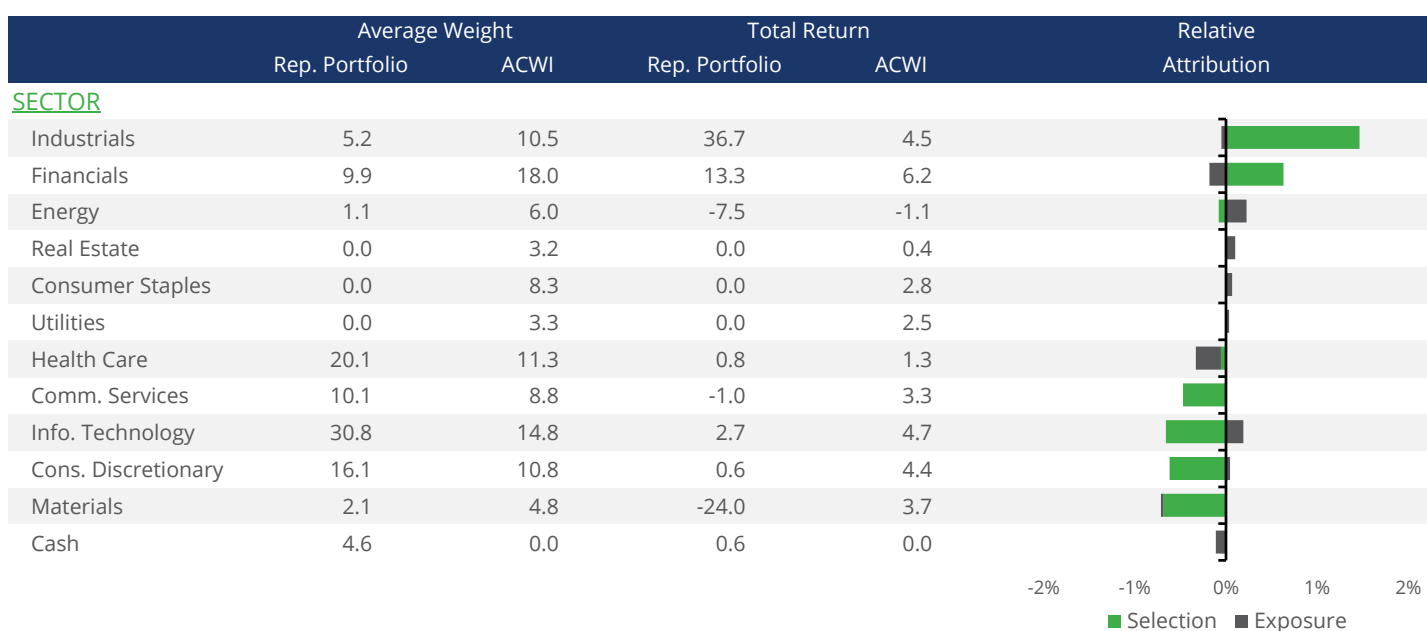 Average Weight Total Return Relative
Rep. Portfolio ACWI Rep. Portfolio ACWI Attribution
SECTOR
Industrials 5.2 10.5 36.7 4.5
Financials 9.9 18.0 13.3 6.2
Energy 1.1 6.0 -7.5 -1.1
Real Estate 0.0 3.2 0.0 0.4
Consumer Staples 0.0 8.3 0.0 2.8
Utilities 0.0 3.3 0.0 2.5
Health Care 20.1 11.3 0.8 1.3
Comm. Services 10.1 8.8 -1.0 3.3
Info. Technology 30.8 14.8 2.7 4.7
Cons. Discretionary 16.1 10.8 0.6 4.4
Materials 2.1 4.8 -24.0 3.7
Cash 4.6 0.0 0.6 0.0
-2% -1% 0% 1% 2%
Selection Exposure